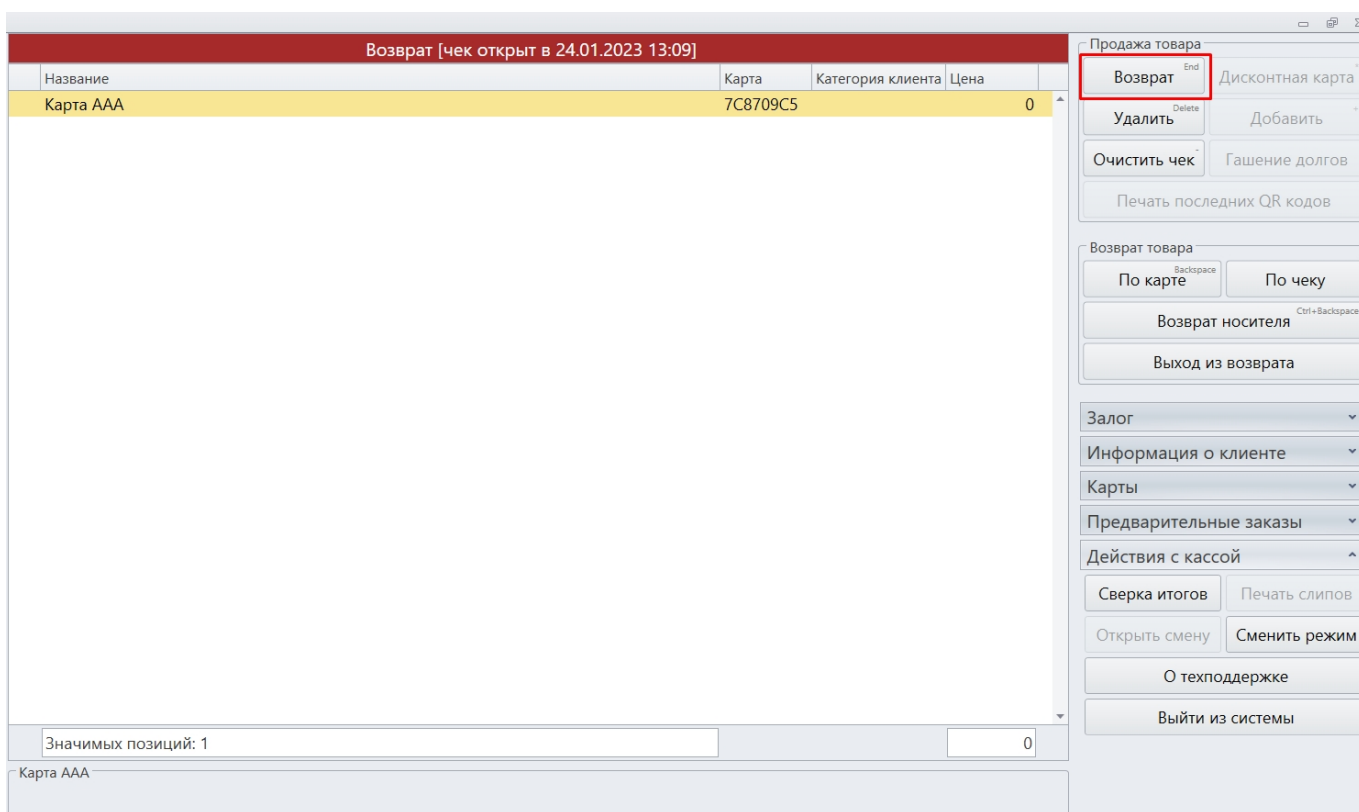 Возврат [чек открыт в 24.01.2023 13:09]
Название Карта Категория клиента Цена
Карта ААА 7C8709C5 0
Значимых позиций: 1 0
Карта ААА
Продажа товара
Возврат End Дисконтная карта *
Удалить Delete Добавить +
Очистить чек - Гашение долгов
Печать последних QR кодов
Возврат товара
По карте Backspace По чеку
Возврат носителя Ctrl+Backspace
Выход из возврата
Залог
Информация о клиенте
Карты
Предварительные заказы
Действия с кассой
Сверка итогов Печать слипов
Открыть смену Сменить режим
О техподдержке
Выйти из системы